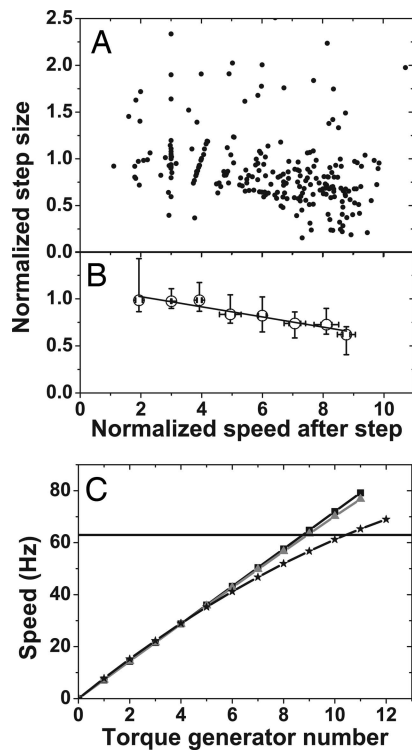 A
2.5
2.0
1.5
1.0
0.5
0.0
Normalized step size
B
1.0
0.5
0.0
0 2 4 6 8 10
Normalized speed after step
C
80
60
40
20
0
Speed (Hz)
0 1 2 3 4 5 6 7 8 9 10 11 12
Torque generator number